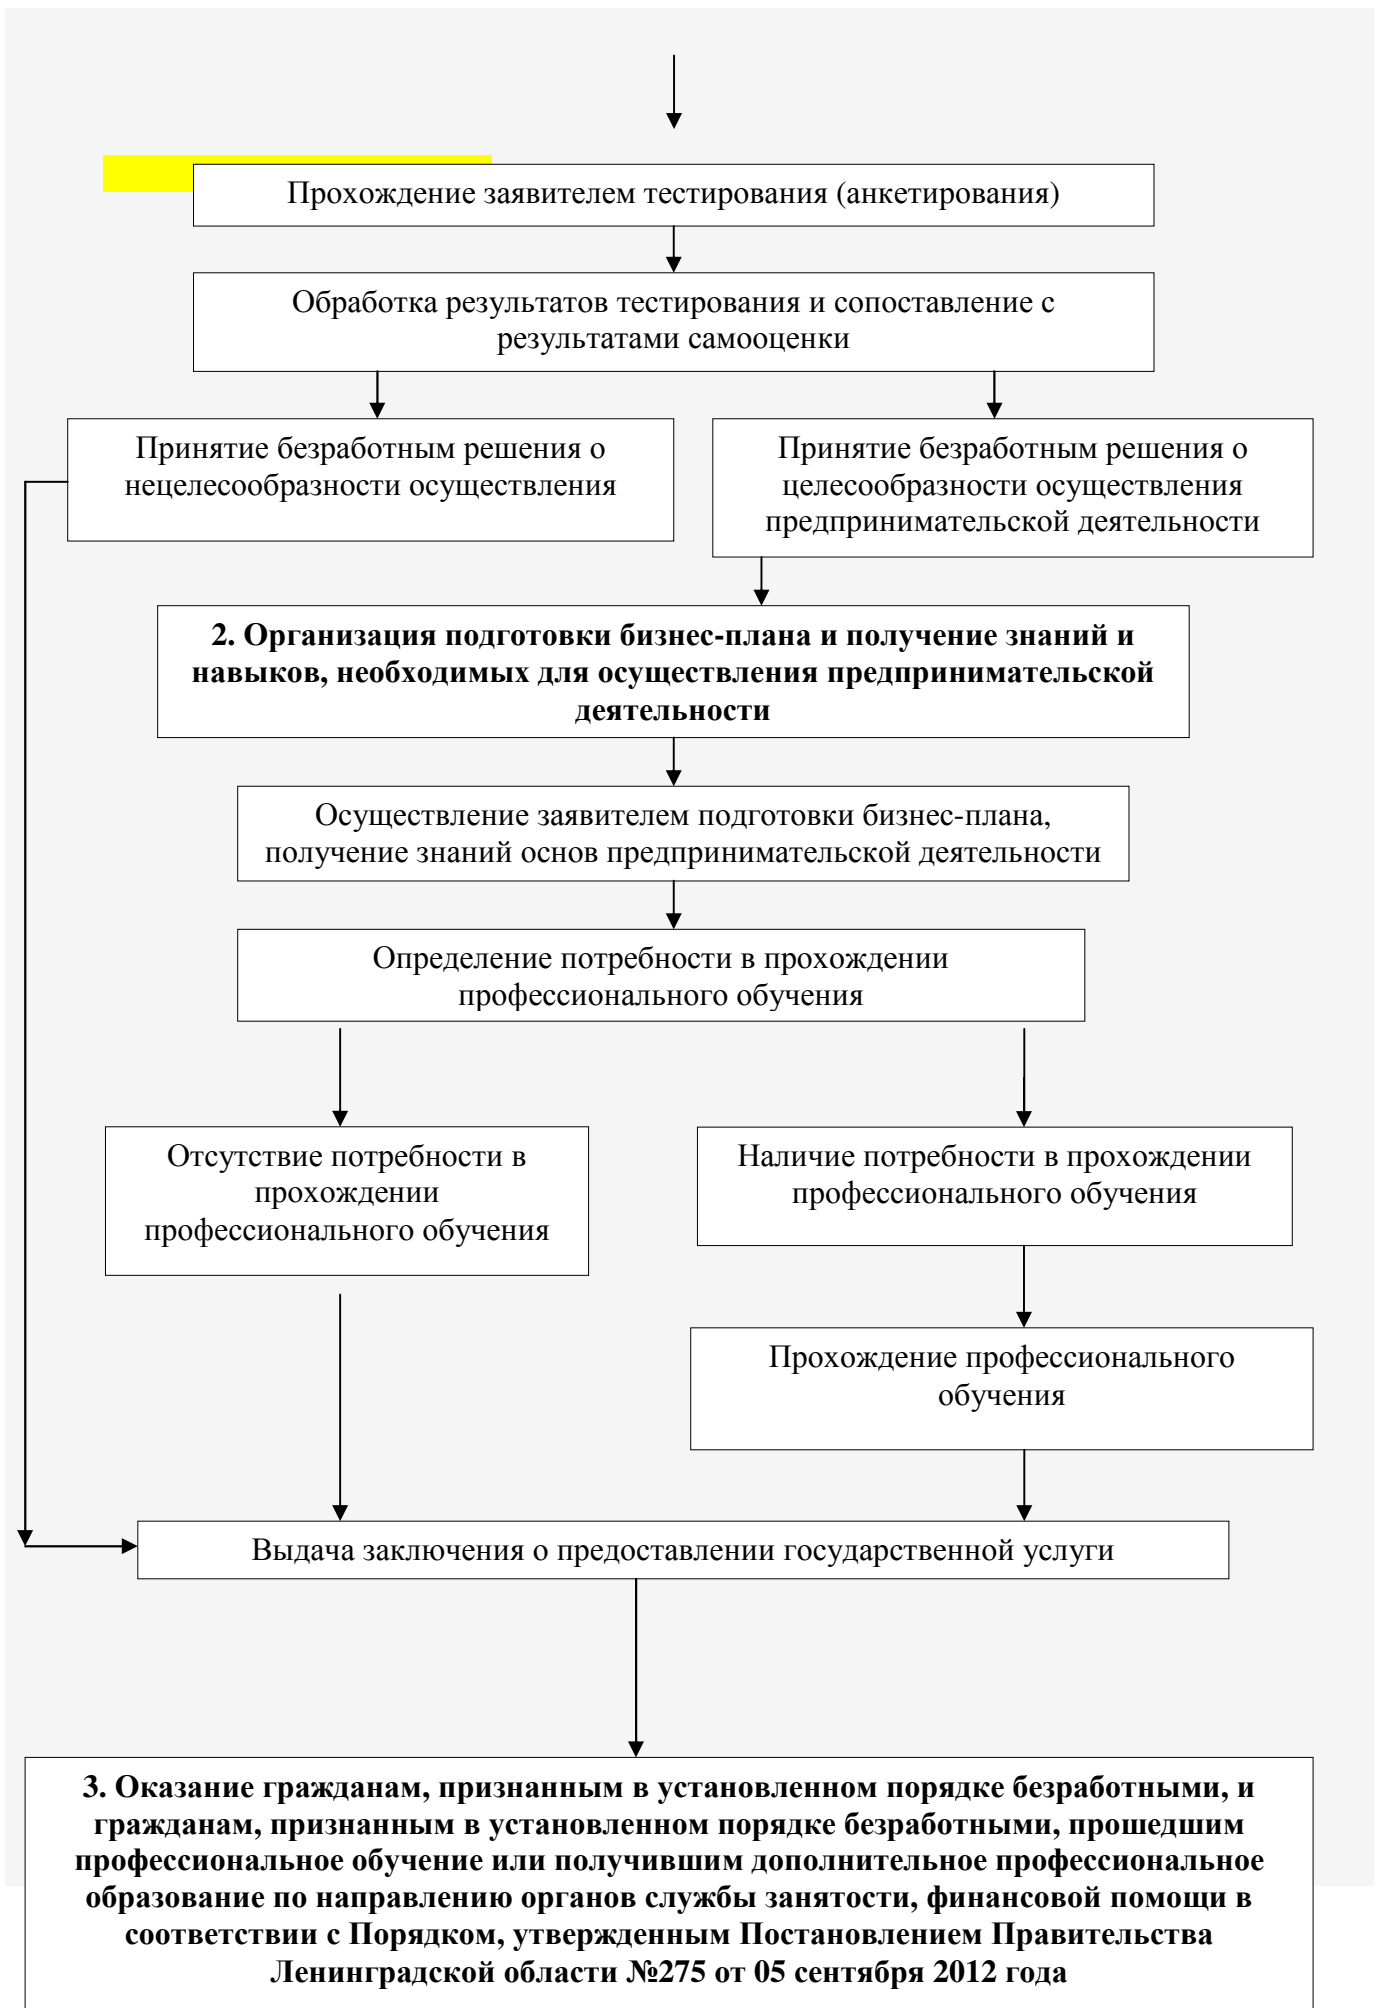 Прохождение заявителем тестирования (анкетирования)
Обработка результатов тестирования и сопоставление с
результатами самооценки
Принятие безработным решения о
нецелесообразности осуществления
Принятие безработным решения о
целесообразности осуществления
предпринимательской деятельности
2. Организация подготовки бизнес-плана и получение знаний и
навыков, необходимых для осуществления предпринимательской
деятельности
Осуществление заявителем подготовки бизнес-плана,
получение знаний основ предпринимательской деятельности
Определение потребности в прохождении
профессионального обучения
Отсутствие потребности в
прохождении
профессионального обучения
Наличие потребности в прохождении
профессионального обучения
Прохождение профессионального
обучения
Выдача заключения о предоставлении государственной услуги
3. Оказание гражданам, признанным в установленном порядке безработными, и
гражданам, признанным в установленном порядке безработными, прошедшим
профессиональное обучение или получившим дополнительное профессиональное
образование по направлению органов службы занятости, финансовой помощи в
соответствии с Порядком, утвержденным Постановлением Правительства
Ленинградской области №275 от 05 сентября 2012 года